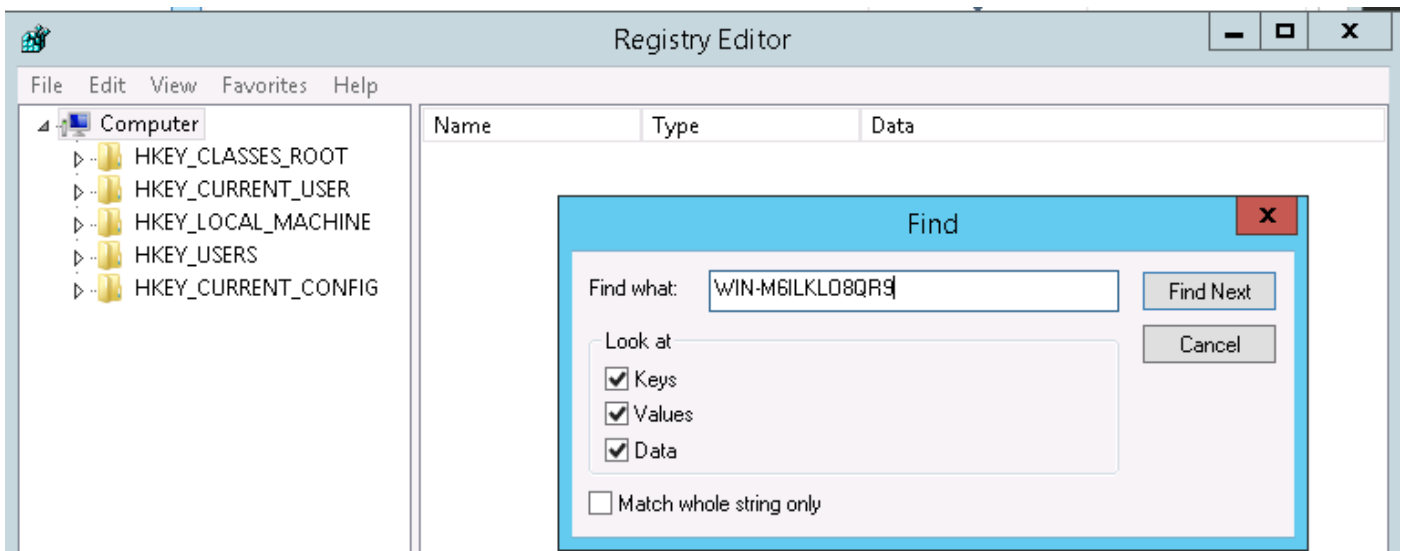 Registry Editor
File Edit View Favorites Help
Computer
HKEY_CLASSES_ROOT
HKEY_CURRENT_USER
HKEY_LOCAL_MACHINE
HKEY_USERS
HKEY_CURRENT_CONFIG
Name Type Data
Find
Find what: WIN-M6ILKLO8QR9 Find Next
Look at Cancel
Keys
Values
Data
Match whole string only